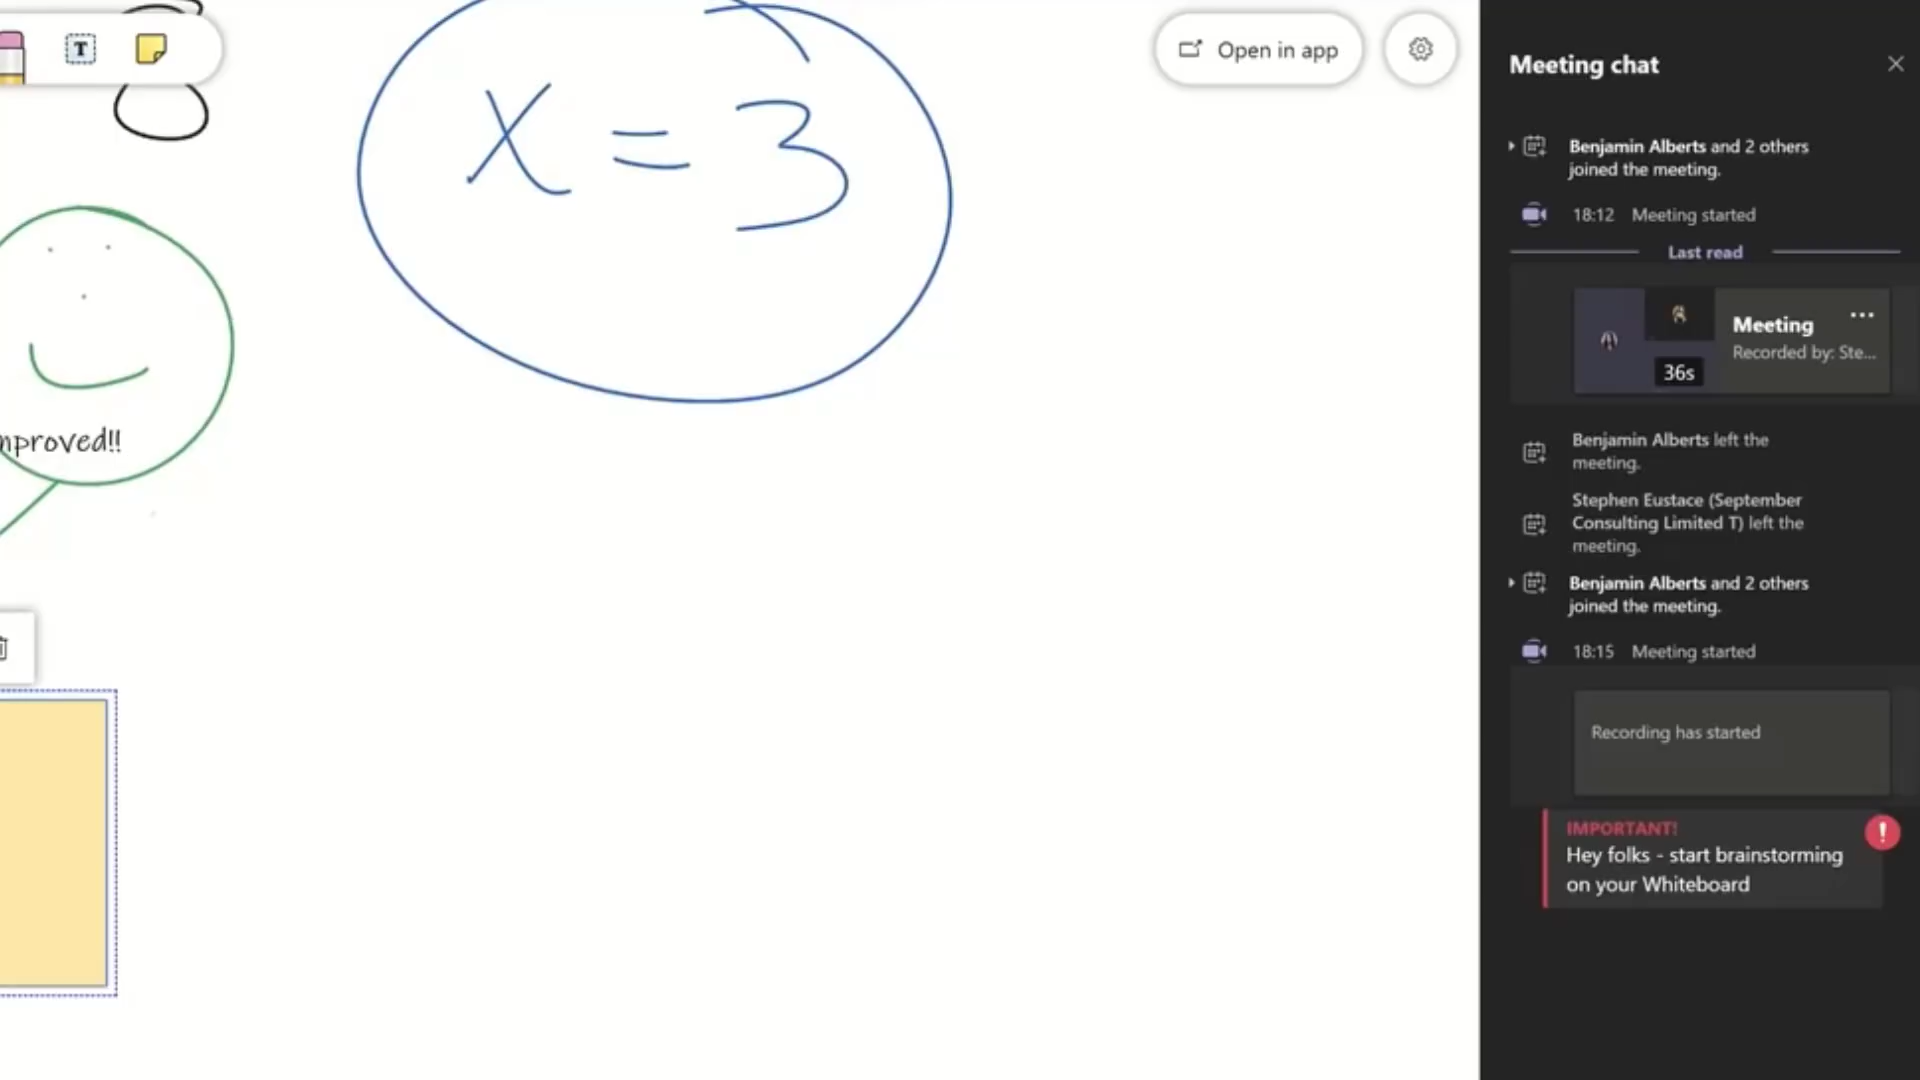 T
Open in app
x = 3
mproved!!
Meeting chat
Benjamin Alberts and 2 others
joined the meeting.
18:12 Meeting started
Last read
Meeting
Recorded by: Ste...
36s
Benjamin Alberts left the
meeting.
Stephen Eustace (September
Consulting Limited T) left the
meeting.
Benjamin Alberts and 2 others
joined the meeting.
18:15 Meeting started
Recording has started
IMPORTANT!
Hey folks - start brainstorming
on your Whiteboard